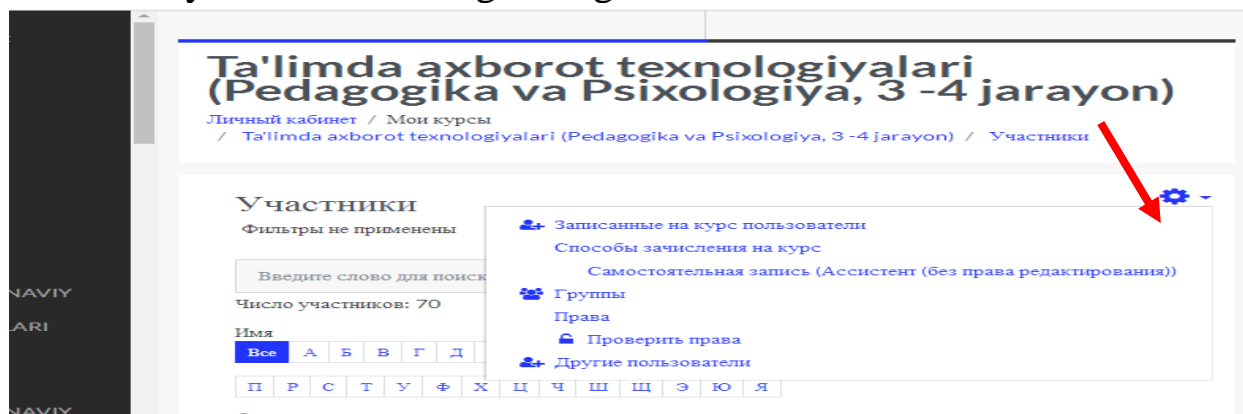 Ta'limda axborot texnologiyalari
(Pedagogika va Psixologiya, 3 -4 jarayon)
Личный кабинет / Мои курсы
/ Ta'limda axborot texnologiyalari (Pedagogika va Psixologiya, 3 -4 jarayon) / Участники
Участники
Фильтры не применены
Введите слово для поиск
Число участников: 70
Имя
Все А Б В Г Д
П Р С Т У Ф Х Ц Ч Ш Щ Э Ю Я
Записанные на курс пользователи
Способы зачисления на курс
Самостоятельная запись (Ассистент (без права редактирования))
Группы
Права
Проверить права
Другие пользователи
NAVIY
LARI
NAVIY